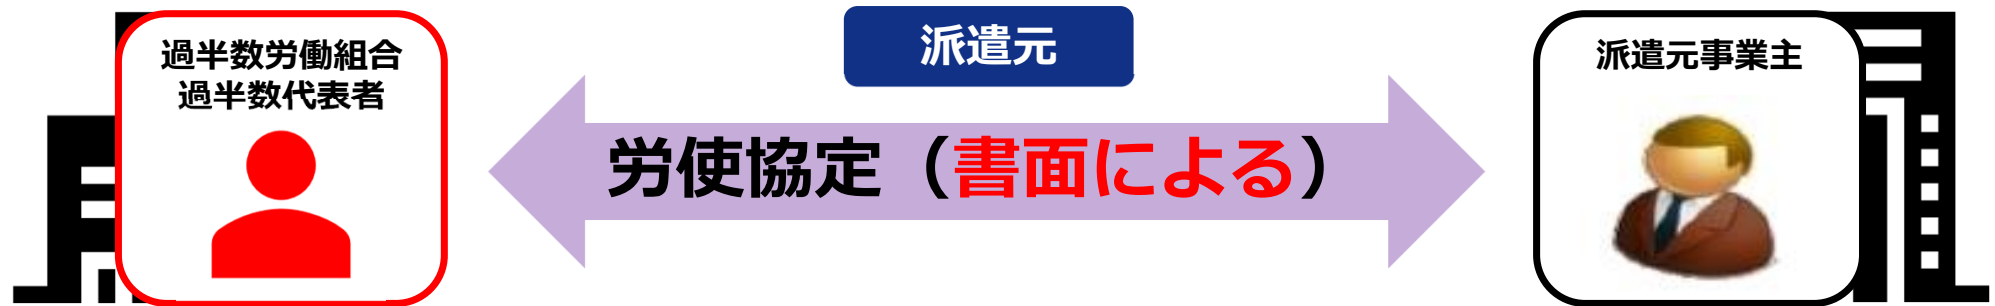 過半数労働組合
過半数代表者
派遣元
労使協定（書面による）
派遣元事業主